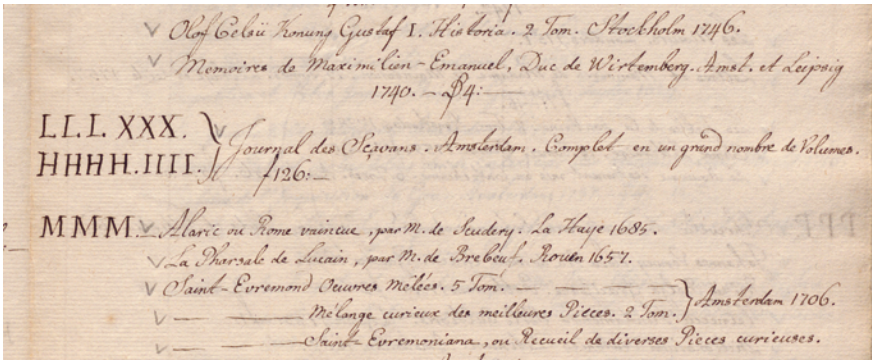 Olof Celsii Konung Gustaf I. Historia. 2 Tom. Stockholm 1746.
Memoires de Maximilien-Emanuel, Duc de Wirtemberg. Amst. et Leipsig
1740. –
LLL XXX.
HHHH.IIII.
Journal des Sçavans. Amsterdam. Complet en un grand nombre de Volumes.
f126:–
MMM. – Alaric ou Rome vaincue, par M. de Scudery. La Haye 1685.
La Pharsale de Lucain, par M. de Brebeuf. Rouen 1657.
Saint-Evremond Oeuvres Mélées. 5 Tom. — —
— Mélange curieux des meilleures Pieces. 2 Tom. } Amsterdam 1706.
— Saint-Evremoniana, ou Recueil de diverses Pieces curieuses.